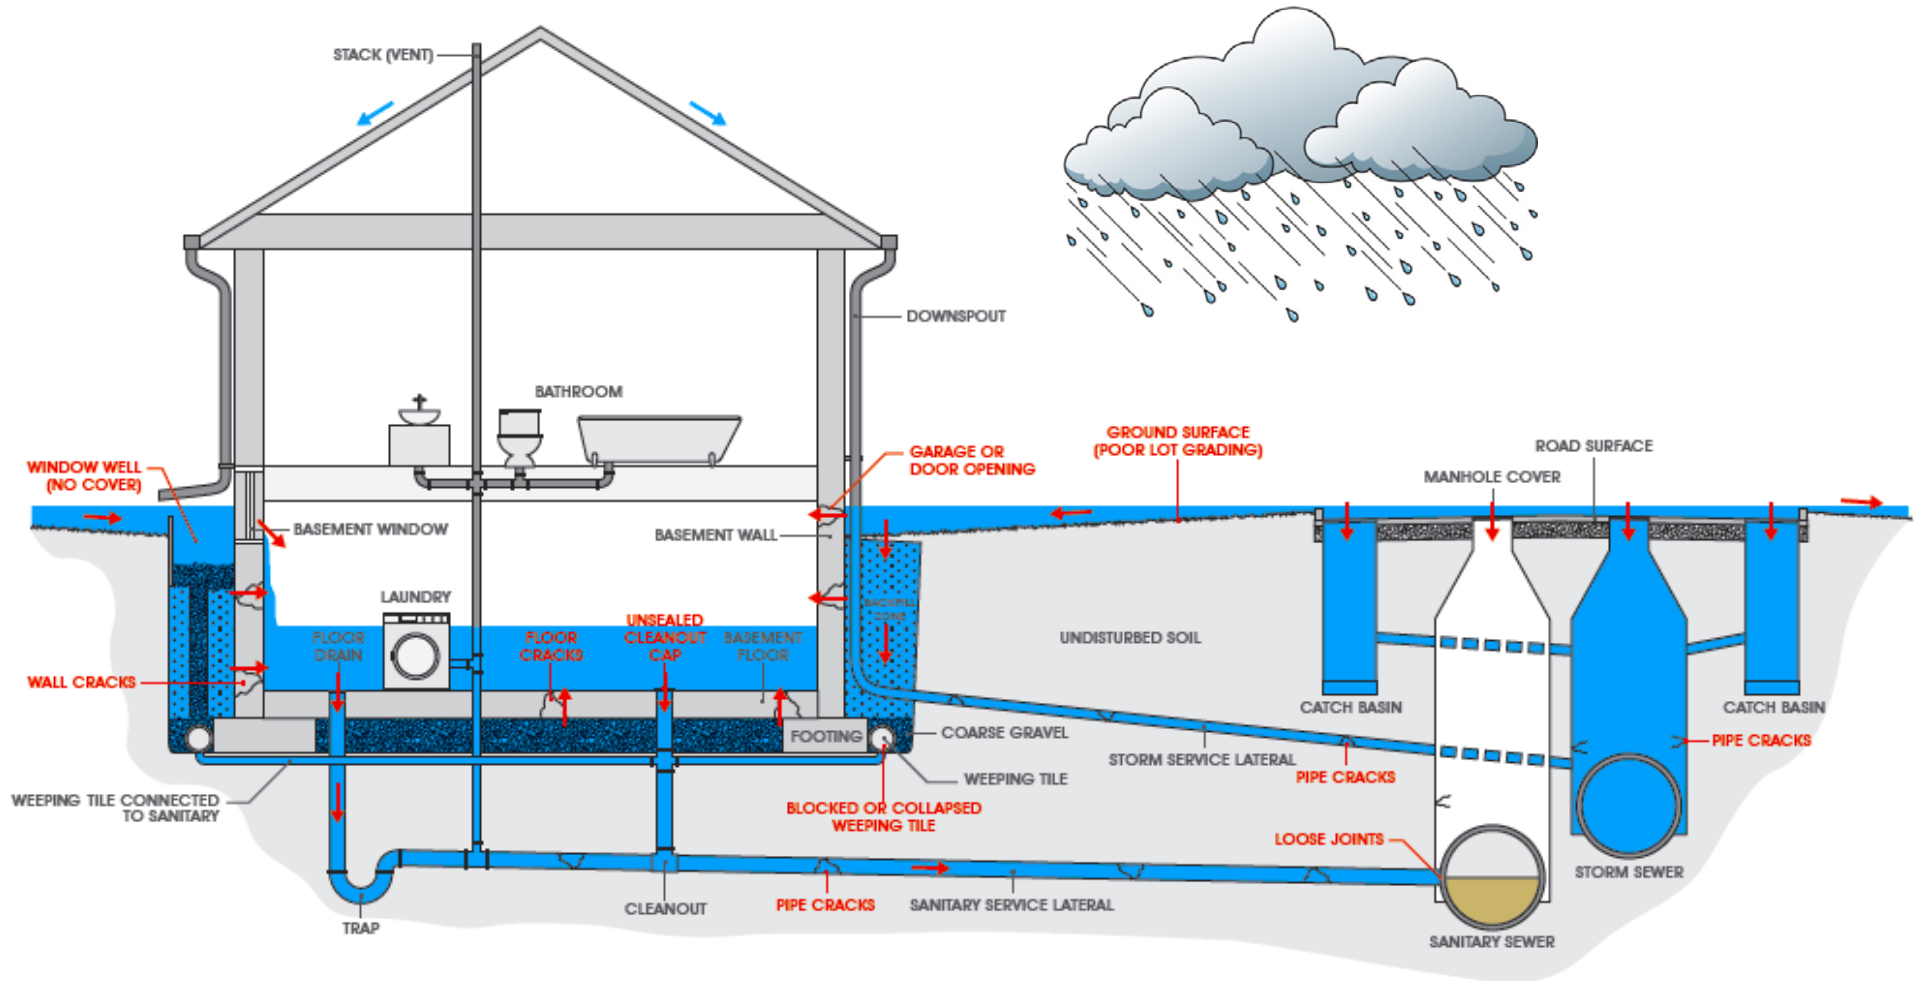 STACK (VENT)
DOWNSPOUT
BATHROOM
WINDOW WELL
(NO COVER)
GARAGE OR
DOOR OPENING
GROUND SURFACE
(POOR LOT GRADING)
ROAD SURFACE
MANHOLE COVER
BASEMENT WINDOW
BASEMENT WALL
LAUNDRY
BACKFILL
ZONE
FLOOR
DRAIN
FLOOR
CRACKS
UNSEALED
CLEANOUT
CAP
BASEMENT
FLOOR
UNDISTURBED SOIL
WALL CRACKS
CATCH BASIN
CATCH BASIN
FOOTING
COARSE GRAVEL
STORM SERVICE LATERAL
PIPE CRACKS
PIPE CRACKS
WEEPING TILE
WEEPING TILE CONNECTED
TO SANITARY
BLOCKED OR COLLAPSED
WEEPING TILE
LOOSE JOINTS
STORM SEWER
CLEANOUT
PIPE CRACKS
SANITARY SERVICE LATERAL
TRAP
SANITARY SEWER